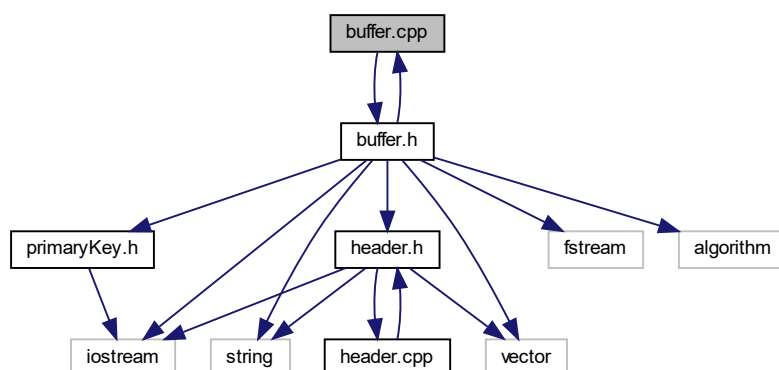 buffer.cpp
buffer.h
primaryKey.h
header.h
fstream
algorithm
iostream
string
header.cpp
vector